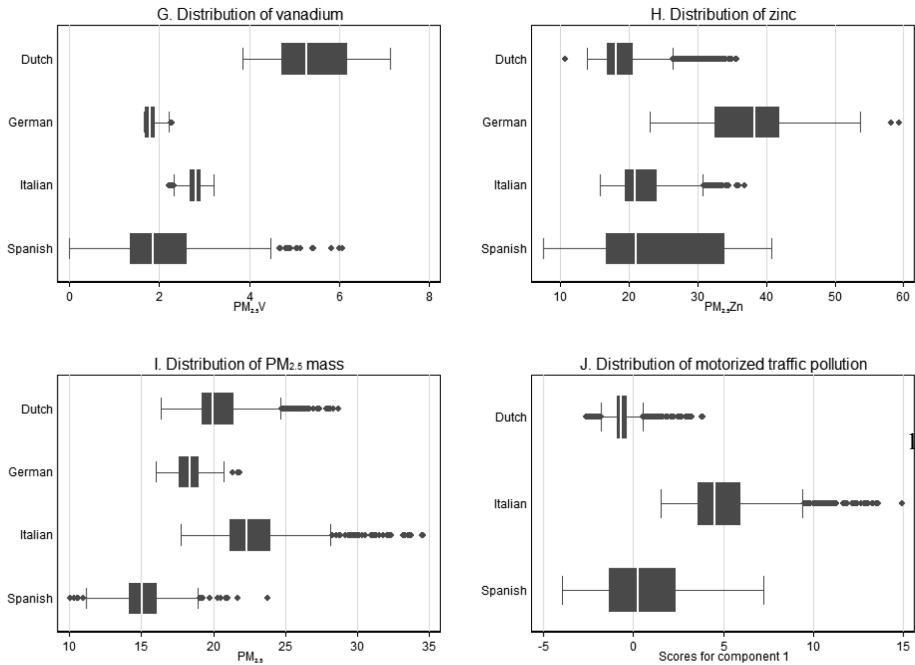 G. Distribution of vanadium
Dutch
German
Italian
Spanish
0 2 4 6 8
PM₂.₅V
H. Distribution of zinc
Dutch
German
Italian
Spanish
10 20 30 40 50 60
PM₂.₅Zn
I. Distribution of PM₂.₅ mass
Dutch
German
Italian
Spanish
10 15 20 25 30 35
PM₂.₅
J. Distribution of motorized traffic pollution
Dutch
Italian
Spanish
-5 0 5 10 15
Scores for component 1
1